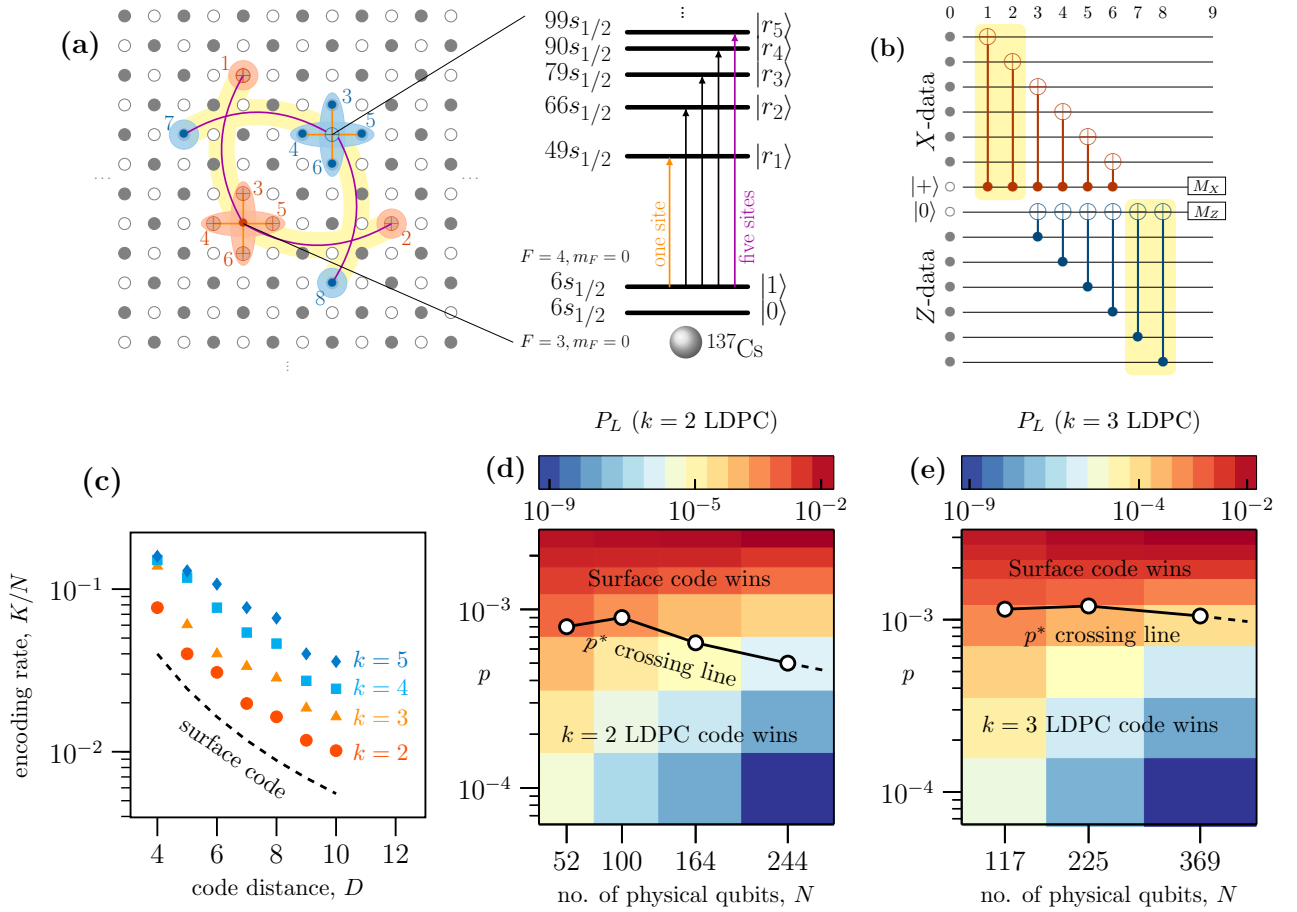 (a)
1
7
3
5
4
6
3
5
4
6
2
8
...
...
...
...
99s1/2 |r5⟩
90s1/2 |r4⟩
79s1/2 |r3⟩
66s1/2 |r2⟩
49s1/2 |r1⟩
one site
five sites
F = 4, mF = 0
6s1/2 |1⟩
6s1/2 |0⟩
F = 3, mF = 0
137Cs
(b)
0 1 2 3 4 5 6 7 8 9
X-data
|+⟩ MX
|0⟩ MZ
Z-data
(c)
encoding rate, K/N
10−1
10−2
k = 5
k = 4
k = 3
k = 2
surface code
4 6 8 10 12
code distance, D
(d)
PL (k = 2 LDPC)
10−9 10−5 10−2
p
10−3
10−4
Surface code wins
p* crossing line
k = 2 LDPC code wins
52 100 164 244
no. of physical qubits, N
(e)
PL (k = 3 LDPC)
10−9 10−4 10−2
p
10−3
10−4
Surface code wins
p* crossing line
k = 3 LDPC code wins
117 225 369
no. of physical qubits, N